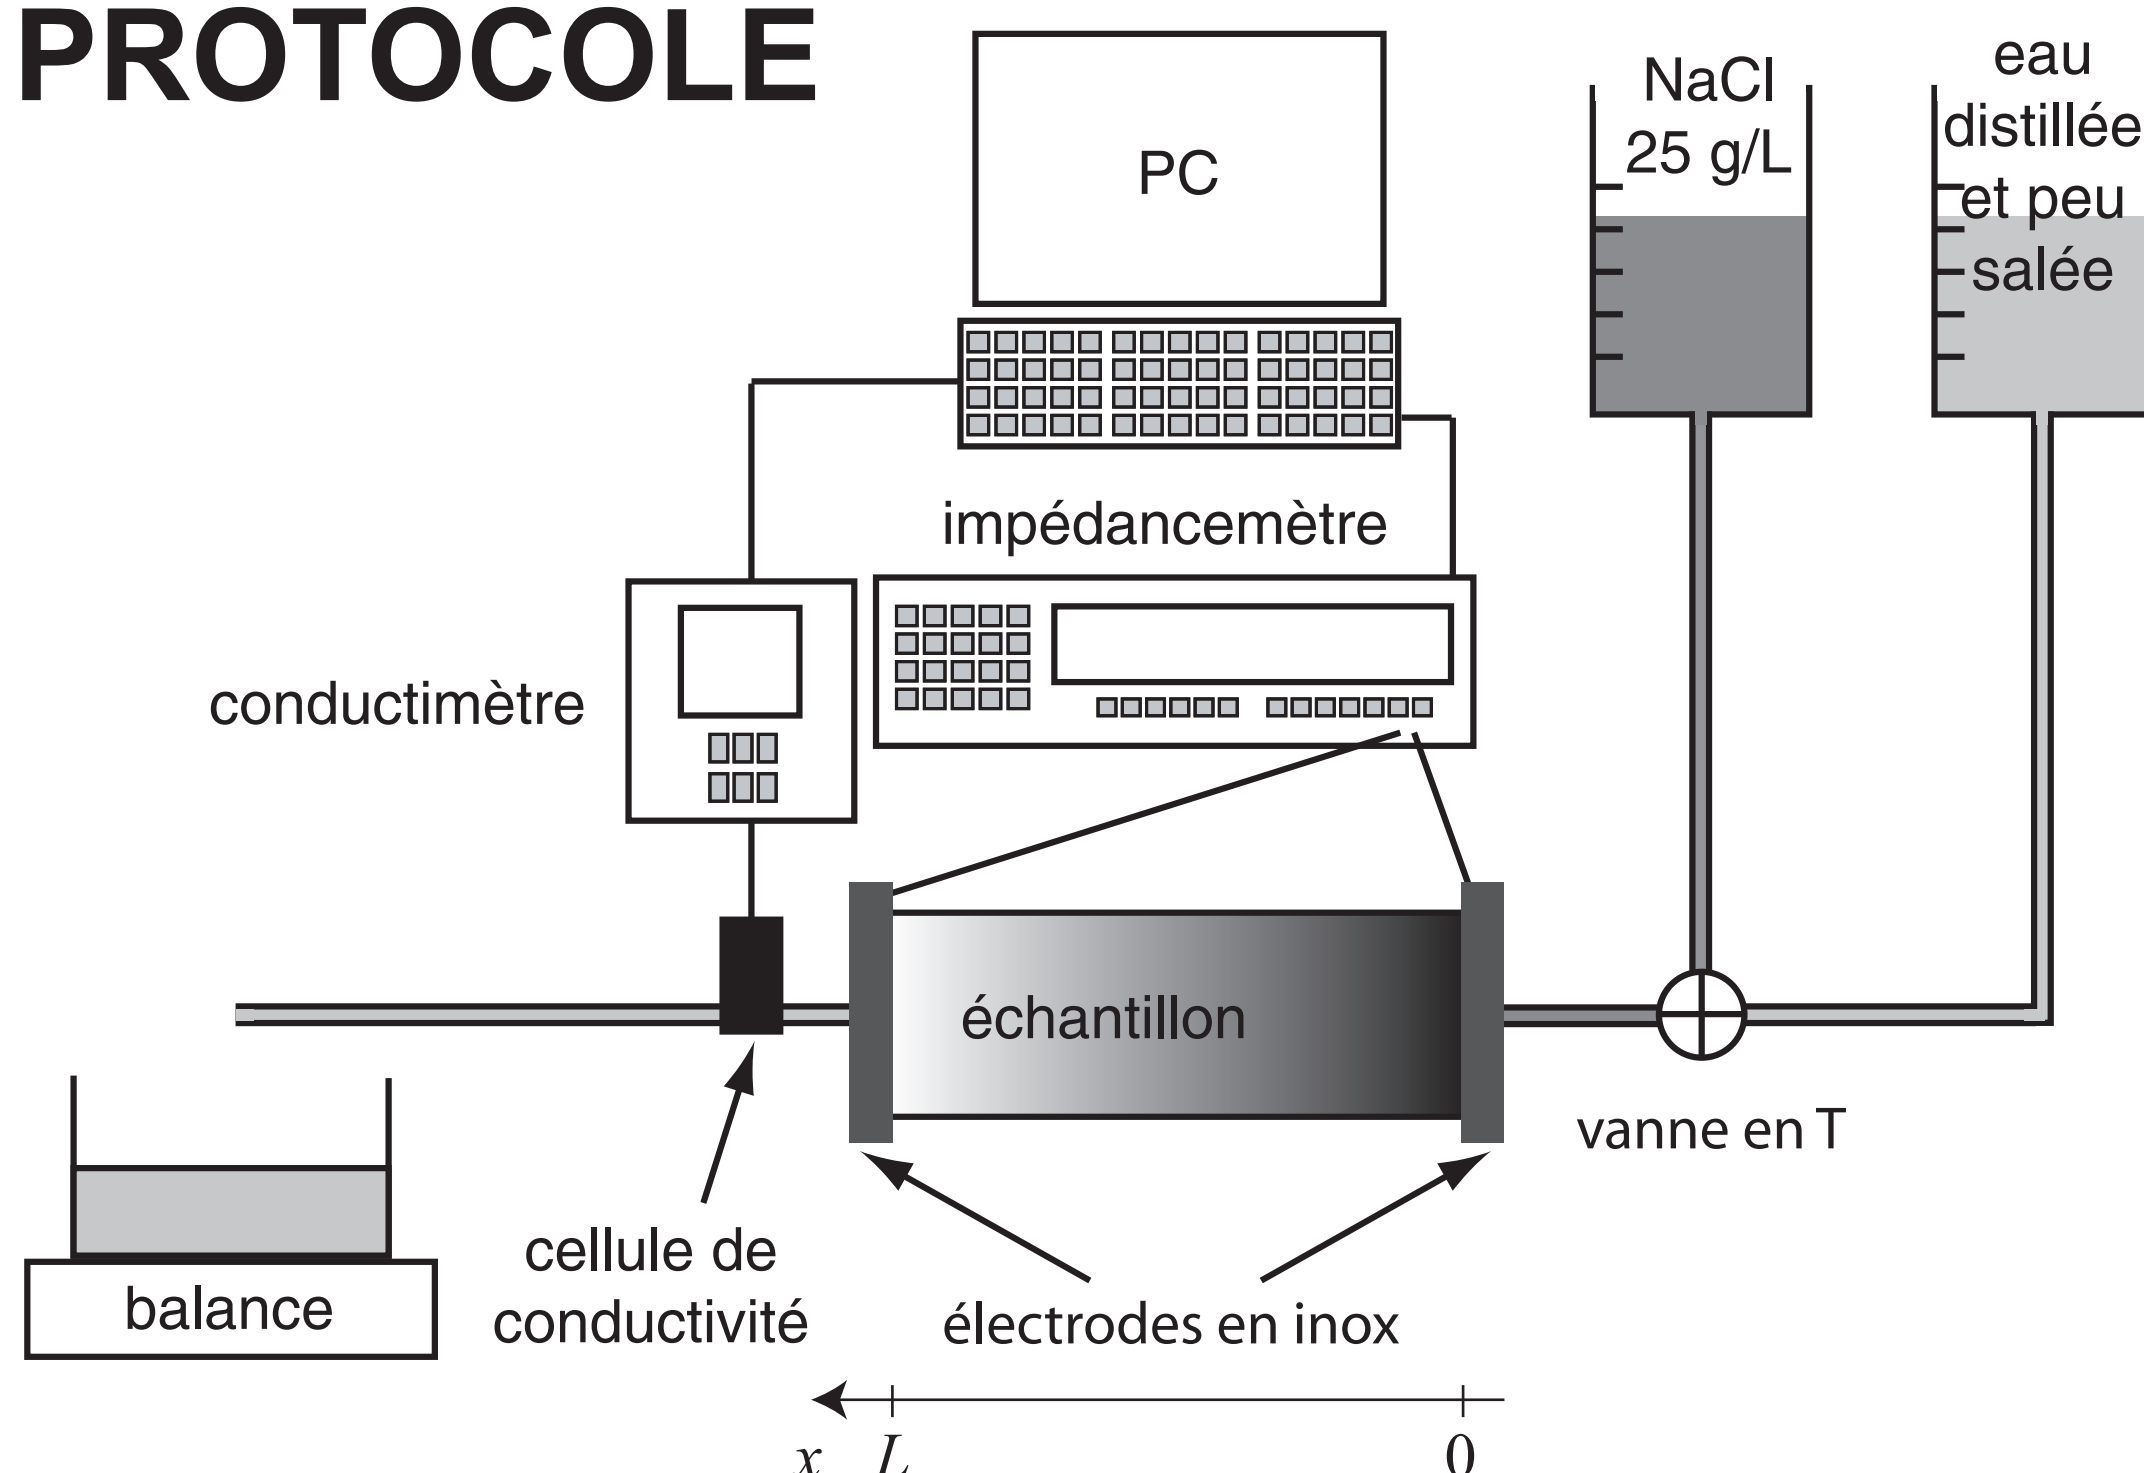 PROTOCOLE
PC
NaCl
25 g/L
eau
distillée
et peu
salée
impédancemètre
conductimètre
échantillon
vanne en T
cellule de
conductivité
électrodes en inox
balance
x L 0